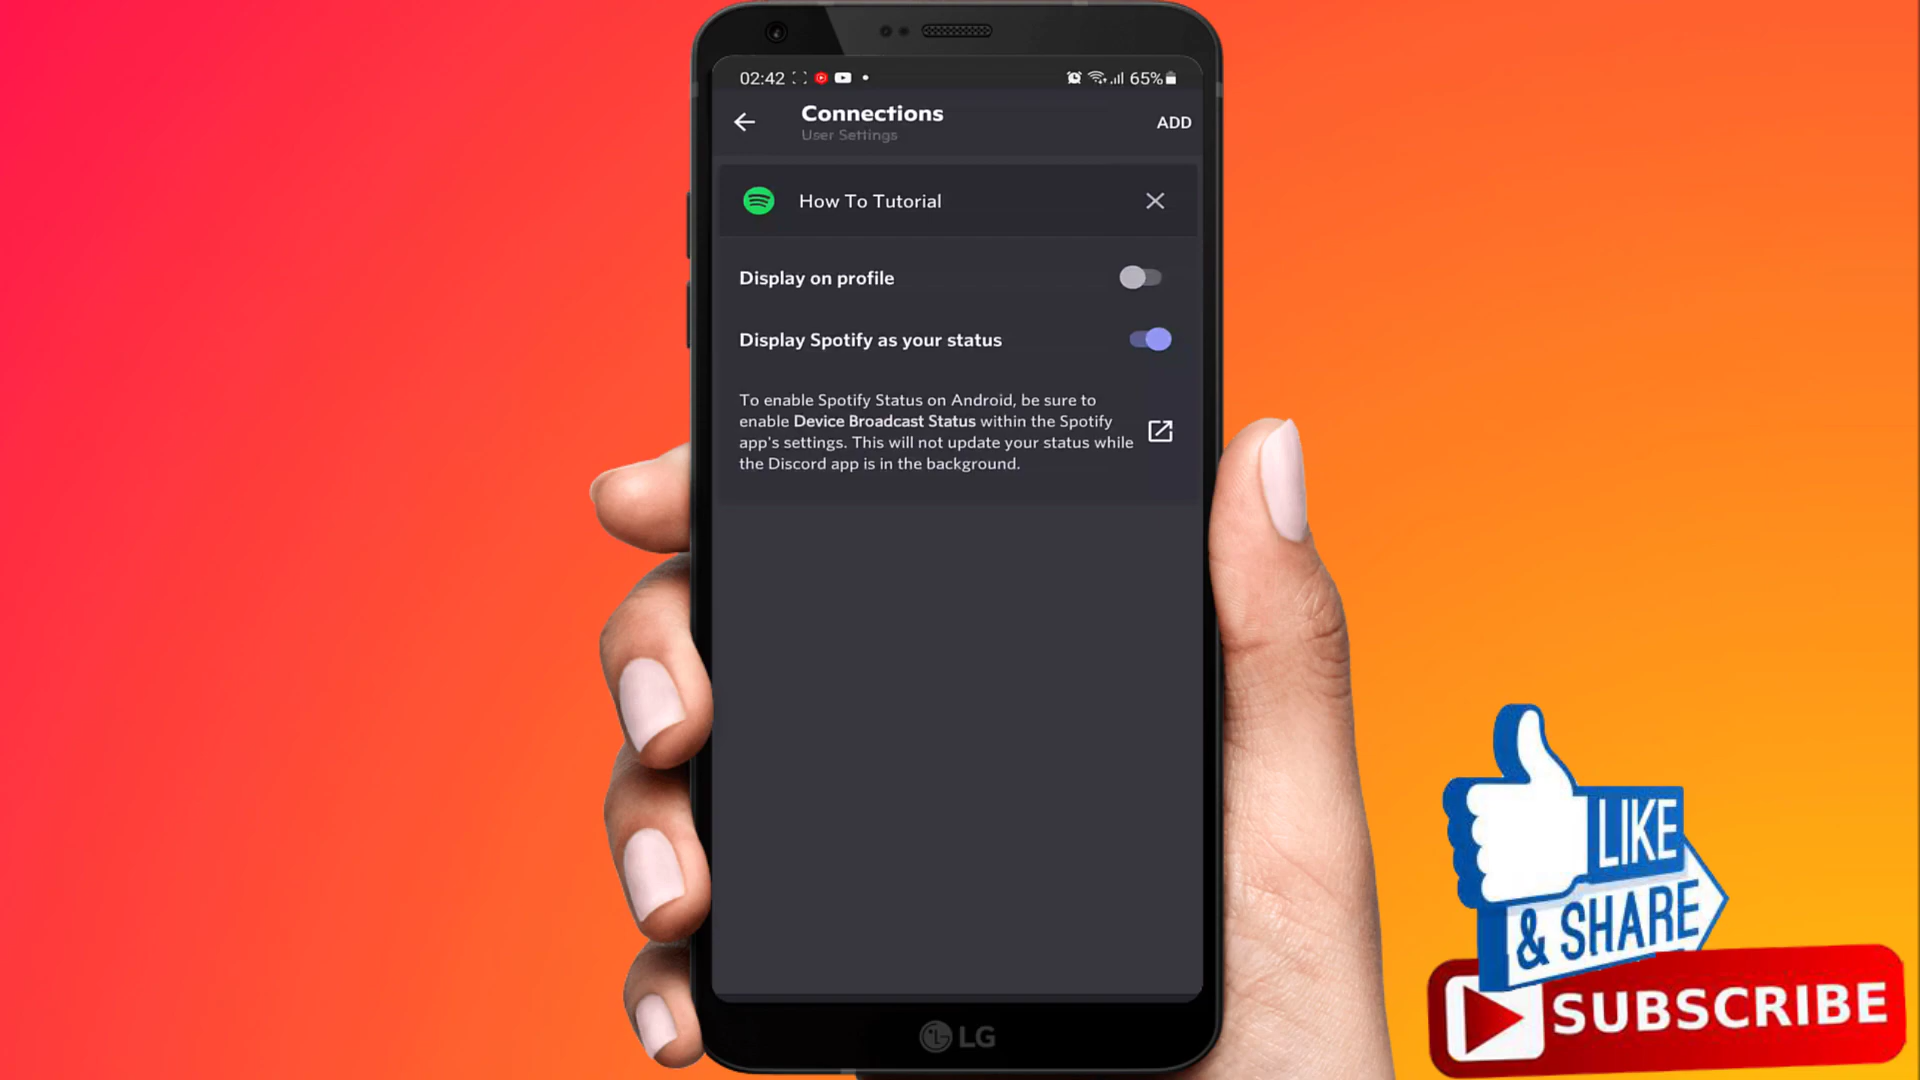 02:42
65%
Connections
User Settings
ADD
How To Tutorial
Display on profile
Display Spotify as your status
To enable Spotify Status on Android, be sure to
enable Device Broadcast Status within the Spotify
app's settings. This will not update your status while
the Discord app is in the background.
LG
LIKE
& SHARE
SUBSCRIBE